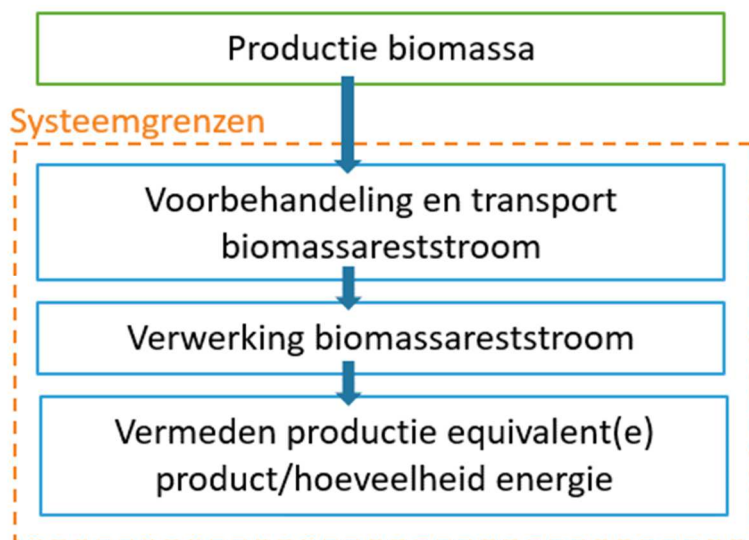 Productie biomassa
Systeemgrenzen
Voorbehandeling en transport
biomassareststroom
Verwerking biomassareststroom
Vermeden productie equivalent(e)
product/hoeveelheid energie